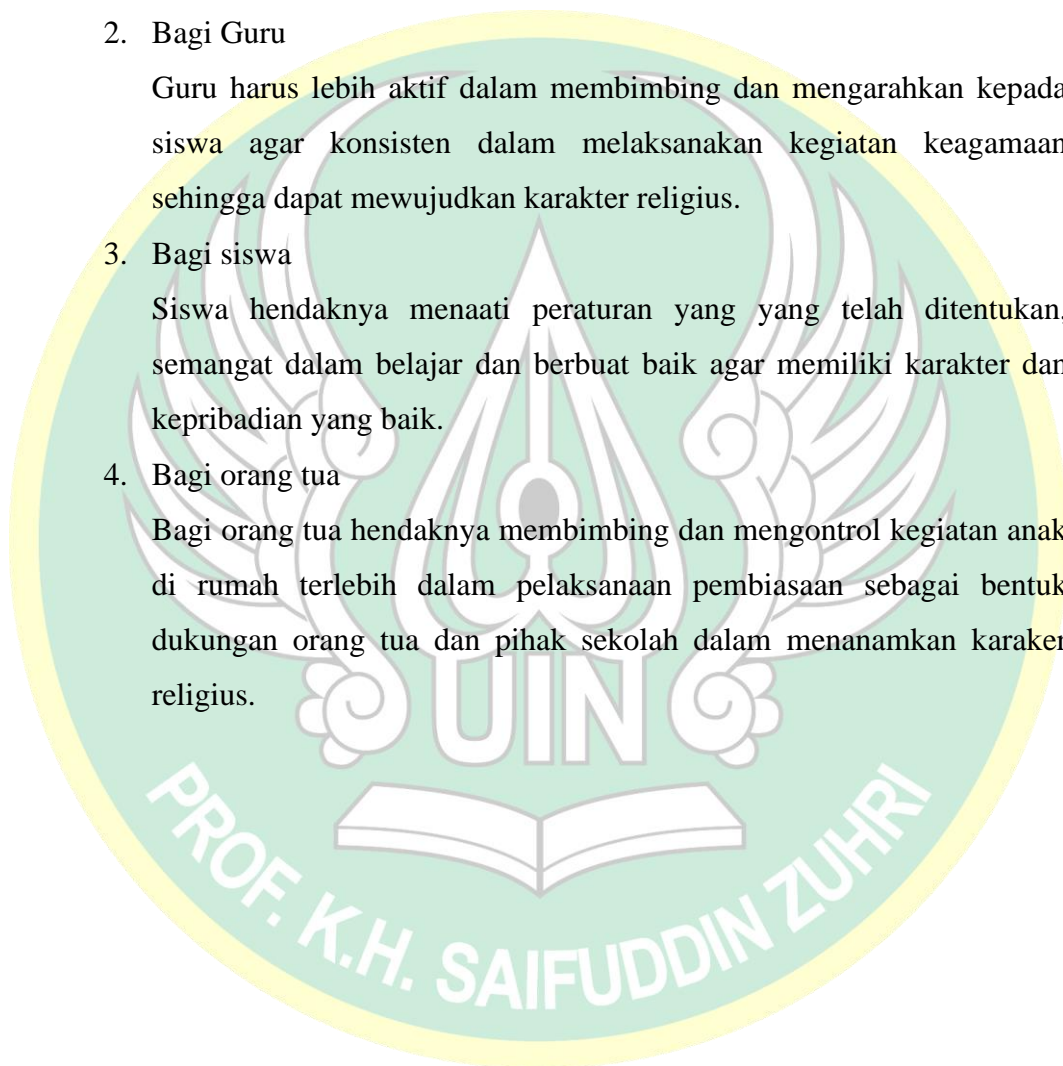 2. Bagi Guru
Guru harus lebih aktif dalam membimbing dan mengarahkan kepada
siswa agar konsisten dalam melaksanakan kegiatan keagamaan
sehingga dapat mewujudkan karakter religius.
3. Bagi siswa
Siswa hendaknya menaati peraturan yang yang telah ditentukan,
semangat dalam belajar dan berbuat baik agar memiliki karakter dan
kepribadian yang baik.
4. Bagi orang tua
Bagi orang tua hendaknya membimbing dan mengontrol kegiatan anak
di rumah terlebih dalam pelaksanaan pembiasaan sebagai bentuk
dukungan orang tua dan pihak sekolah dalam menanamkan karaker
religius.
UIN
PROF. K.H. SAIFUDDIN ZUHRI